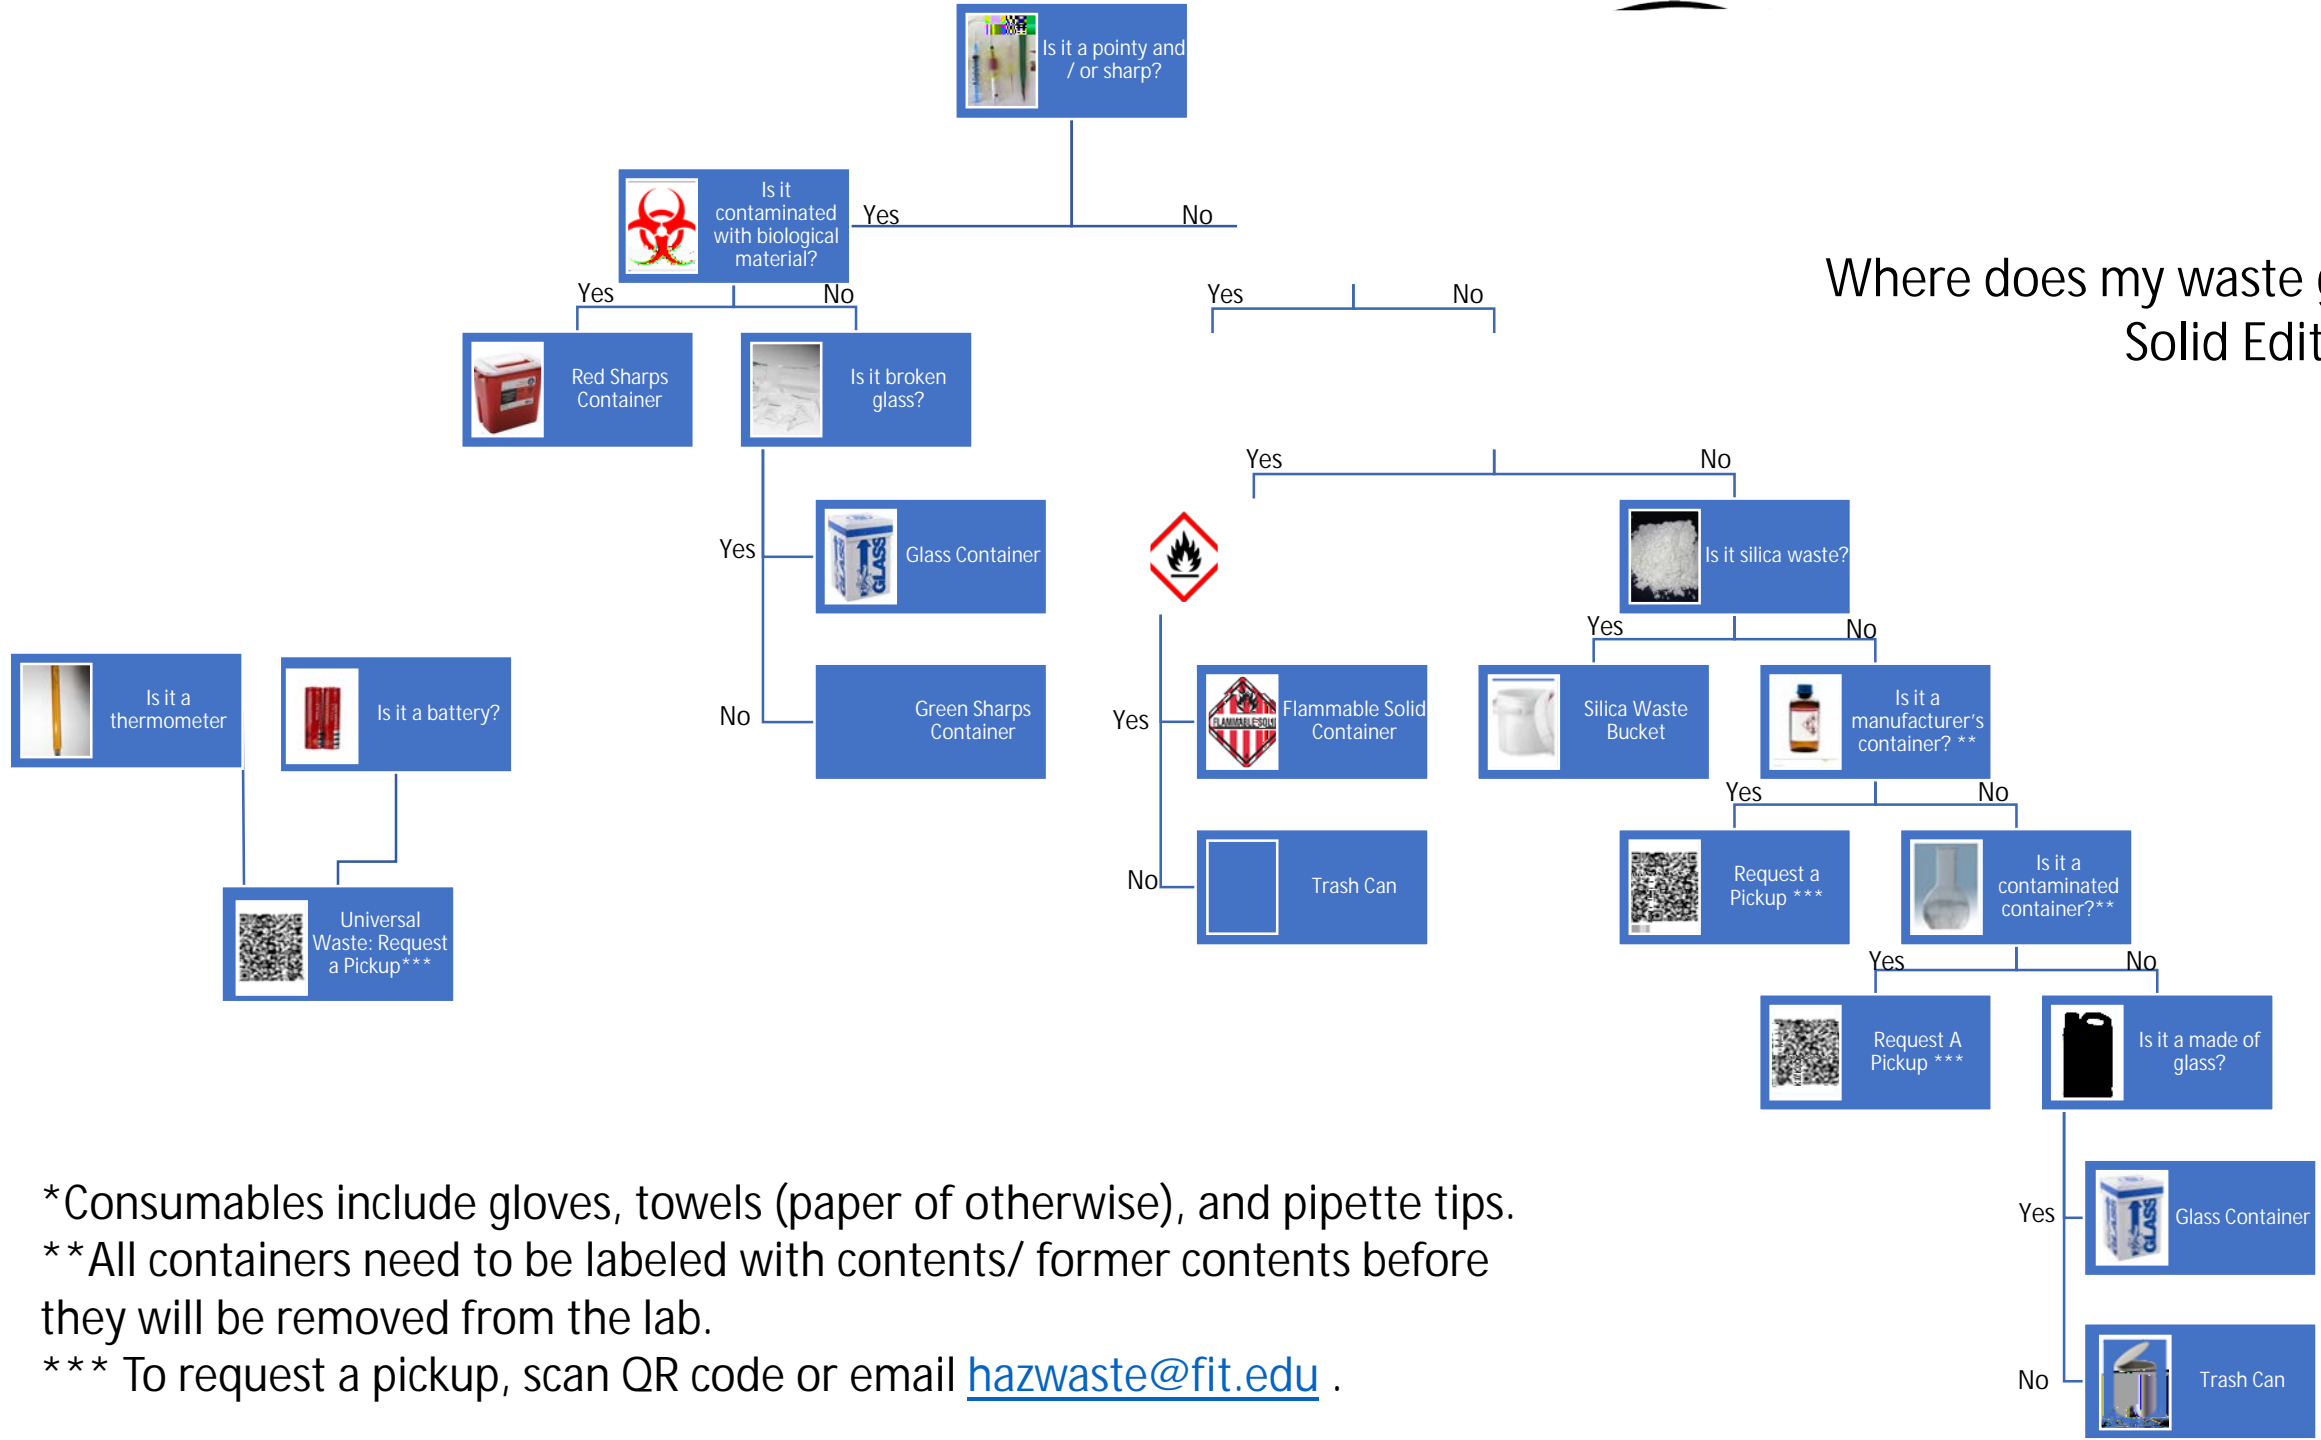 Is it a pointy and
/ or sharp?
Is it
contaminated
with biological
material?
Yes
No
Where does my waste
Solid Edit
Yes
No
Yes
No
Red Sharps
Container
Is it broken
glass?
Yes
No
Yes
GLASS
Glass Container
Is it silica waste?
Yes
No
Is it a
thermometer
Is it a battery?
No
Green Sharps
Container
Yes
FLAMMABLE SOLID
Flammable Solid
Container
Silica Waste
Bucket
Is it a
manufacturer's
container? **
Yes
No
No
Trash Can
Request a
Pickup ***
Is it a
contaminated
container?**
Universal
Waste: Request
a Pickup***
Yes
No
Request A
Pickup ***
Is it a made of
glass?
Yes
GLASS
Glass Container
No
Trash Can
*Consumables include gloves, towels (paper of otherwise), and pipette tips.
**All containers need to be labeled with contents/ former contents before
they will be removed from the lab.
*** To request a pickup, scan QR code or email hazwaste@fit.edu .